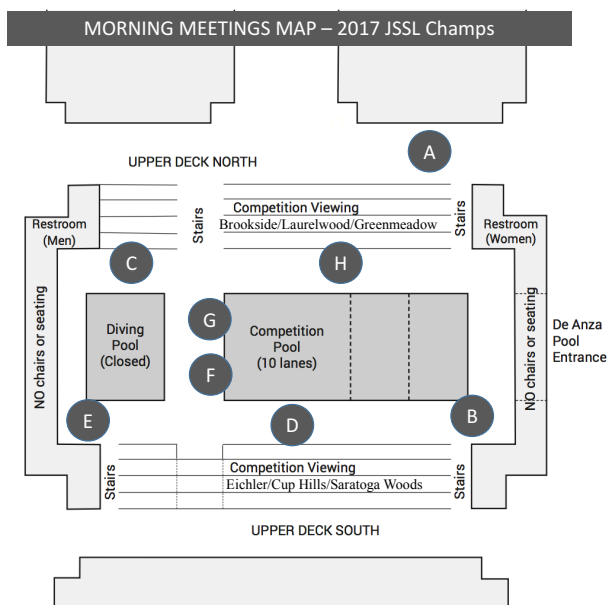 MORNING MEETINGS MAP – 2017 JSSL Champs
A
UPPER DECK NORTH
Stairs
Competition Viewing
Brookside/Laurelwood/Greenmeadow
Stairs
Restroom
(Men)
Restroom
(Women)
C
H
NO chairs or seating
Diving
Pool
(Closed)
G
F
Competition
Pool
(10 lanes)
NO chairs or seating
De Anza
Pool
Entrance
E
D
B
Stairs
Competition Viewing
Eichler/Cup Hills/Saratoga Woods
Stairs
UPPER DECK SOUTH